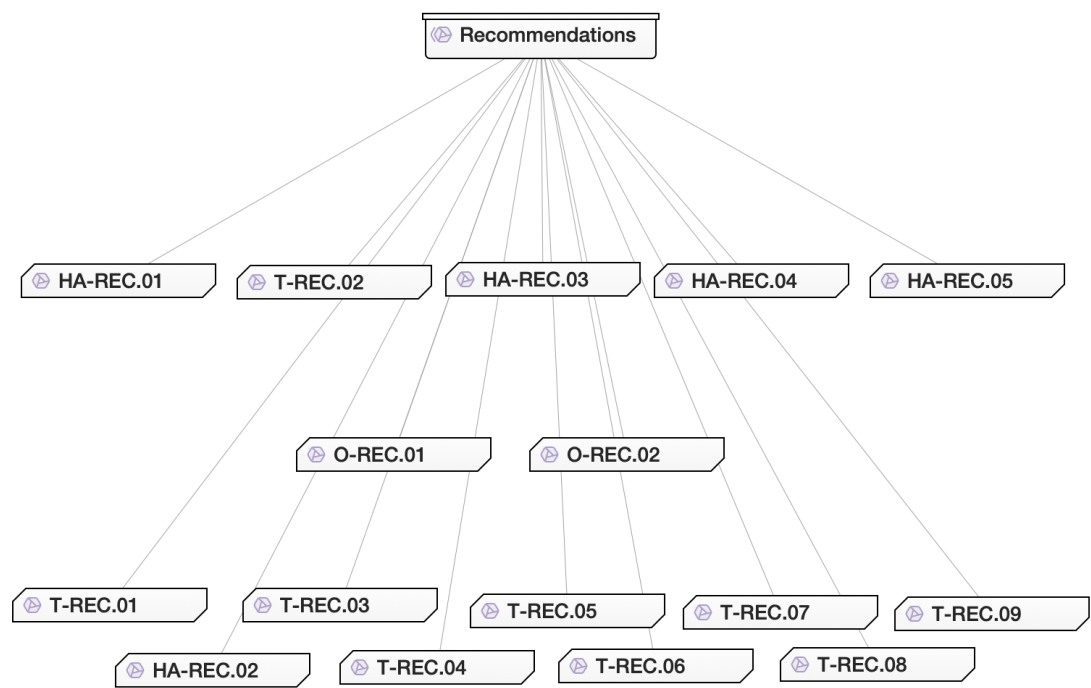 Recommendations
HA-REC.01
T-REC.02
HA-REC.03
HA-REC.04
HA-REC.05
O-REC.01
O-REC.02
T-REC.01
T-REC.03
T-REC.05
T-REC.07
T-REC.09
HA-REC.02
T-REC.04
T-REC.06
T-REC.08